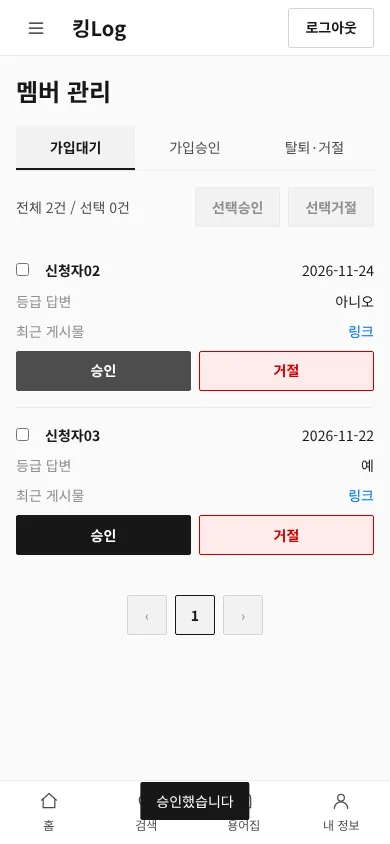 킹Log
로그아웃
멤버 관리
가입대기 가입승인 탈퇴·거절
전체 2건 / 선택 0건 선택승인 선택거절
신청자02 2026-11-24
등급 답변 아니오
최근 게시물 링크
승인 거절
신청자03 2026-11-22
등급 답변 예
최근 게시물 링크
승인 거절
‹ 1 ›
승인했습니다
홈 검색 용어집 내 정보